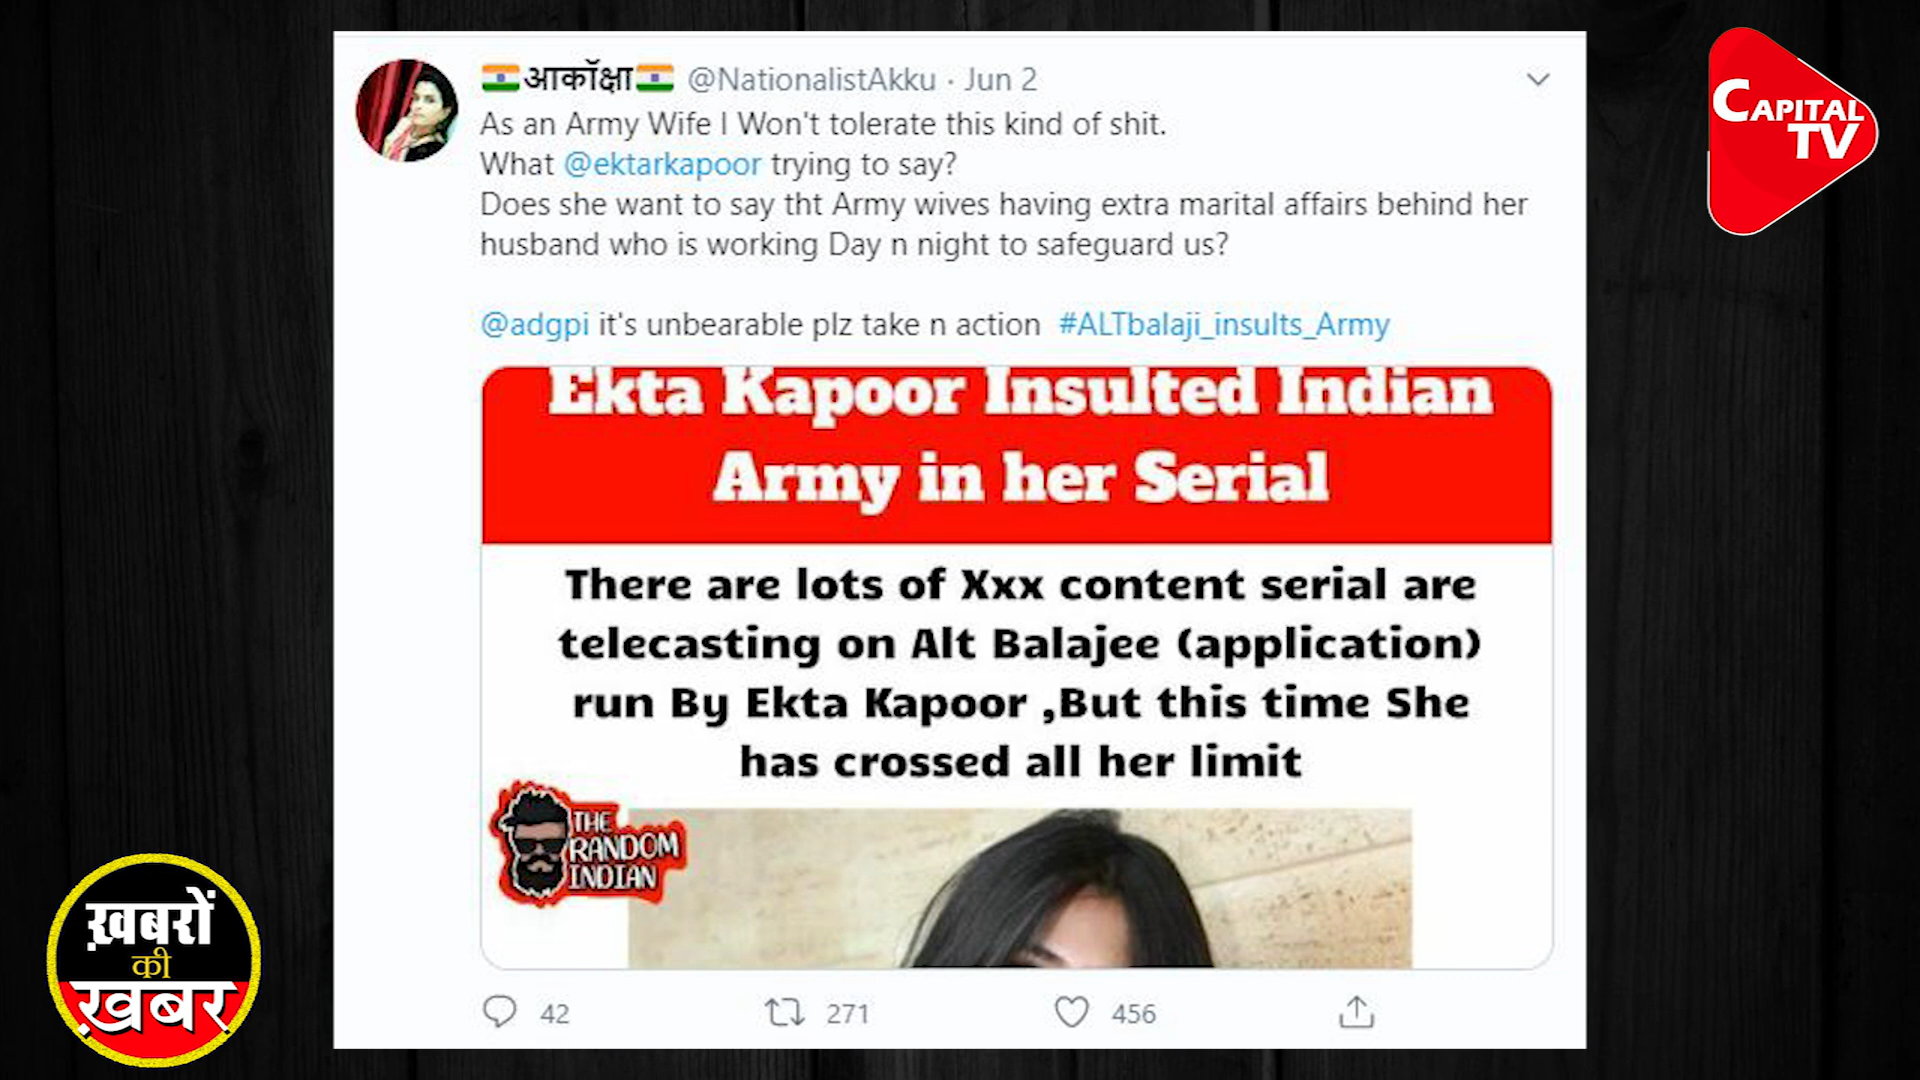 आकॉंक्षा @NationalistAkku · Jun 2
As an Army Wife I Won't tolerate this kind of shit.
What @ektarkapoor trying to say?
Does she want to say tht Army wives having extra marital affairs behind her
husband who is working Day n night to safeguard us?
@adgpi it's unbearable plz take n action #ALTbalaji_insults_Army
Ekta Kapoor Insulted Indian
Army in her Serial
There are lots of Xxx content serial are
telecasting on Alt Balajee (application)
run By Ekta Kapoor ,But this time She
has crossed all her limit
THE
RANDOM
INDIAN
42 271 456
CAPITAL
TV
ख़बरों
की
ख़बर